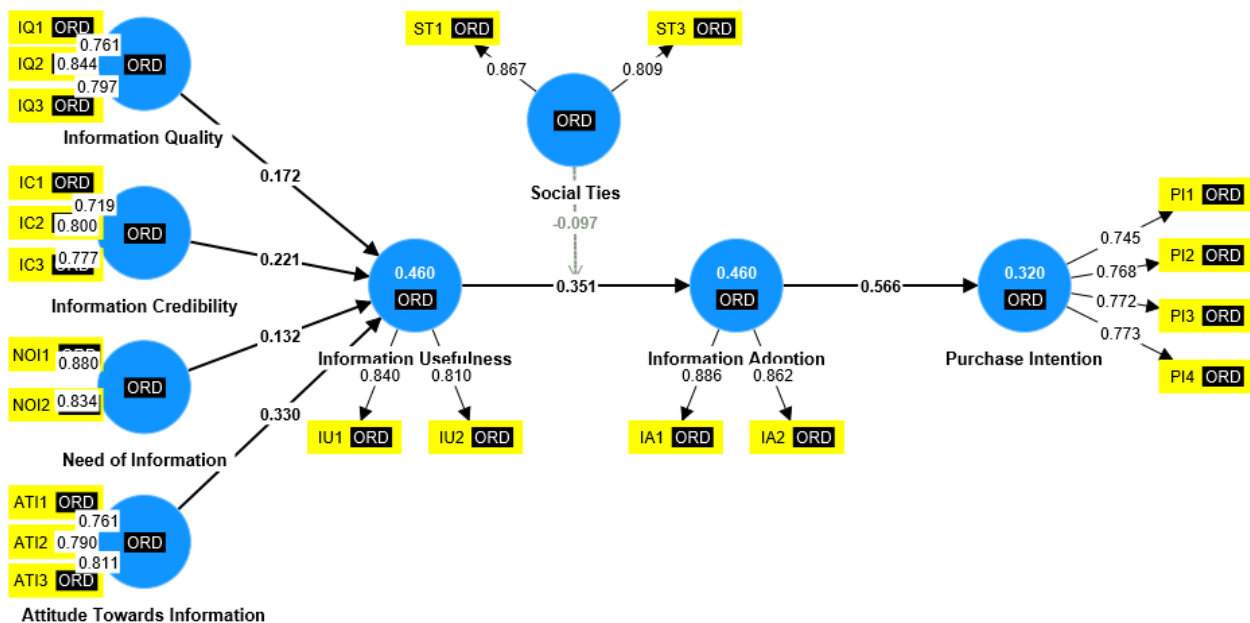 IQ1 ORD
0.761
IQ2 0.844
ORD
0.797
IQ3 ORD
Information Quality
0.172
ST1 ORD
ST3 ORD
0.867
0.809
ORD
Social Ties
-0.097
IC1 ORD
0.719
IC2 0.800
ORD
IC3 0.777
Information Credibility
0.221
NOI1 ORD
0.880
ORD
NOI2 0.834
Need of Information
0.132
ATI1 ORD
0.761
ATI2 0.790
ORD
0.811
ATI3 ORD
Attitude Towards Information
0.330
0.460
ORD
Information Usefulness
0.840
0.810
IU1 ORD
IU2 ORD
0.351
0.460
ORD
Information Adoption
0.886
0.862
IA1 ORD
IA2 ORD
0.566
0.320
ORD
Purchase Intention
0.745
0.768
0.772
0.773
PI1 ORD
PI2 ORD
PI3 ORD
PI4 ORD